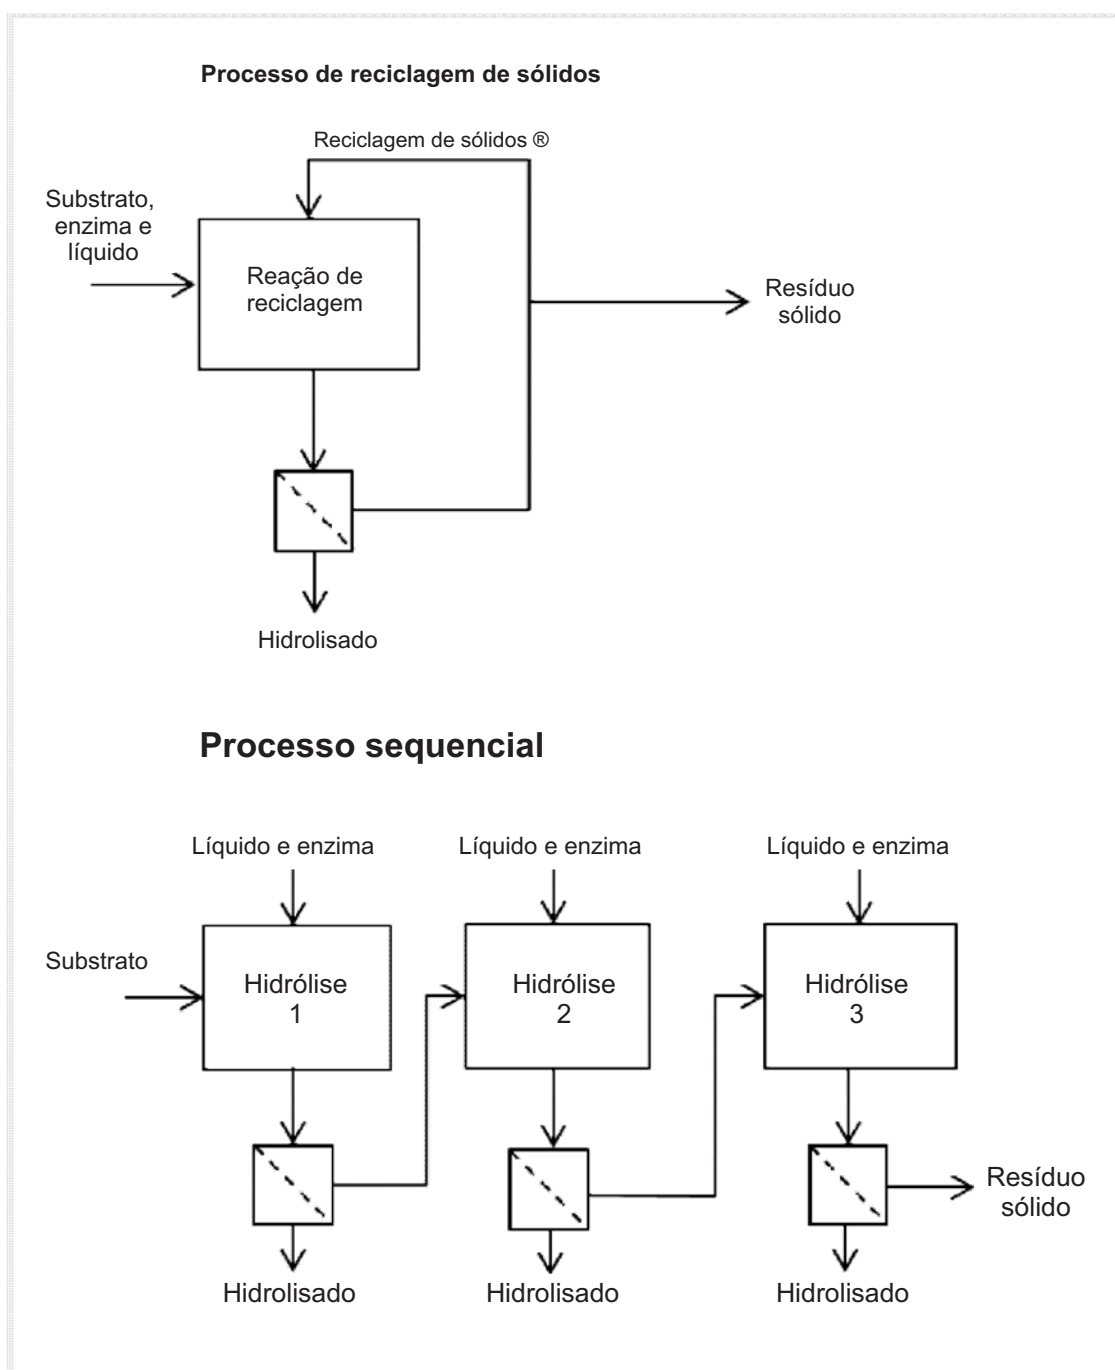 Processo de reciclagem de sólidos
Reciclagem de sólidos ®
Substrato,
enzima e
líquido
Reação de
reciclagem
Resíduo
sólido
Hidrolisado
Processo sequencial
Líquido e enzima
Líquido e enzima
Líquido e enzima
Substrato
Hidrólise
1
Hidrólise
2
Hidrólise
3
Resíduo
sólido
Hidrolisado
Hidrolisado
Hidrolisado